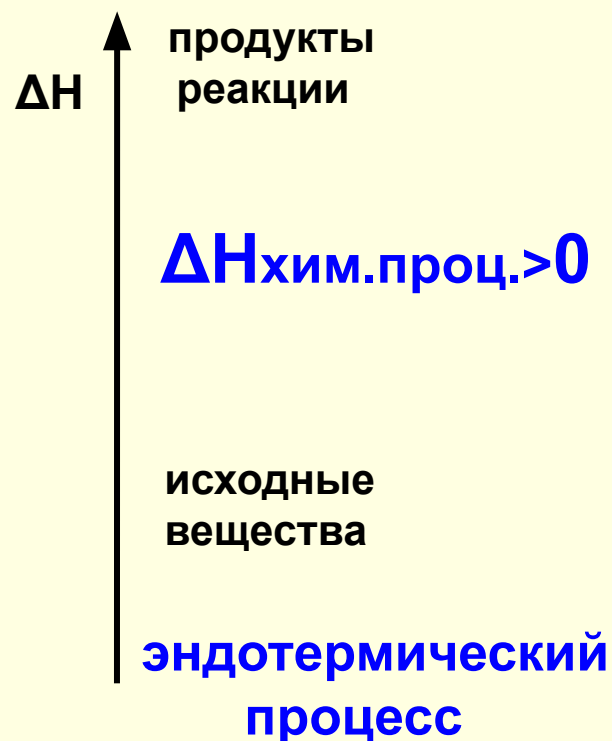 продукты
реакции
ΔH
ΔHхим.проц.>0
исходные
вещества
эндотермический
процесс